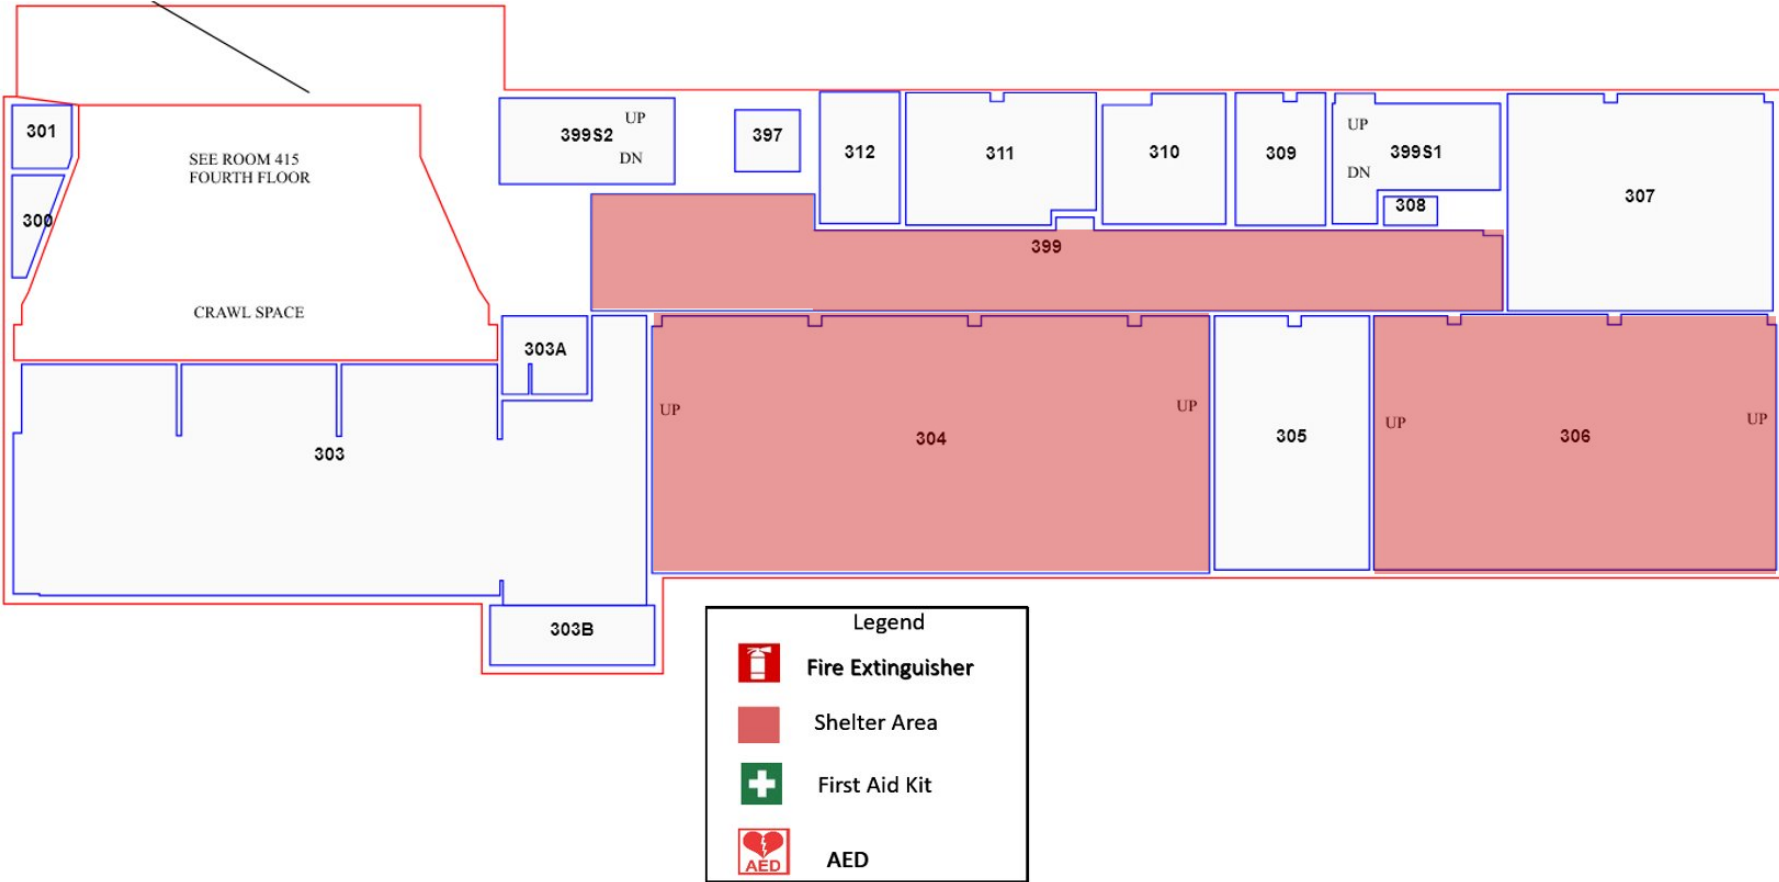 301
SEE ROOM 415
FOURTH FLOOR
300
CRAWL SPACE
399S2
UP
DN
397
312
311
310
309
UP
399S1
DN
308
307
399
303A
303
303B
UP
304
UP
305
UP
306
UP
Legend
Fire Extinguisher
Shelter Area
First Aid Kit
AED
AED